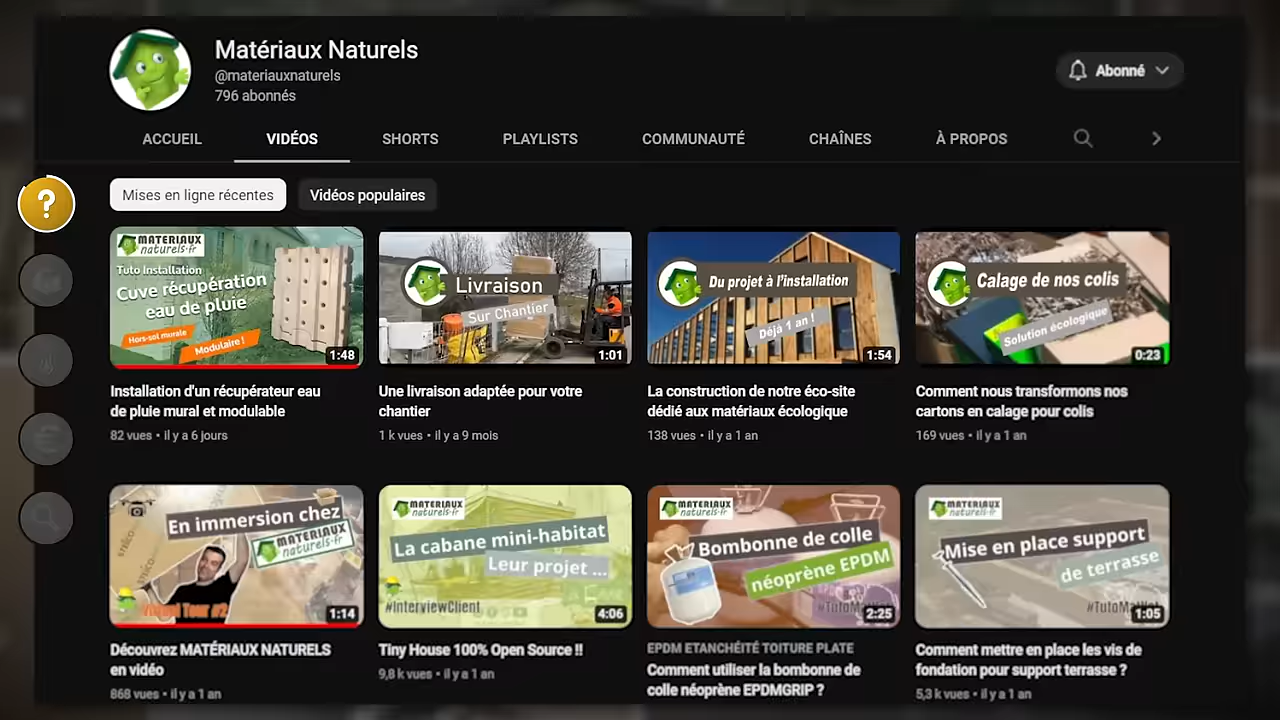 Matériaux Naturels
@materiauxnaturels
796 abonnés
Abonné
ACCUEIL
VIDÉOS
SHORTS
PLAYLISTS
COMMUNAUTÉ
CHAÎNES
À PROPOS
?
Mises en ligne récentes
Vidéos populaires
MATERIAUX
naturels.fr
Tuto Installation
Cuve récupération
eau de pluie
Hors-sol murale
Modulaire !
1:48
Livraison
Sur Chantier
1:01
Du projet à l'installation
Déjà 1 an !
1:54
Calage de nos colis
Solution écologique
0:23
Installation d'un récupérateur eau
de pluie mural et modulable
82 vues • il y a 6 jours
Une livraison adaptée pour votre
chantier
1 k vues • il y a 9 mois
La construction de notre éco-site
dédié aux matériaux écologique
138 vues • il y a 1 an
Comment nous transformons nos
cartons en calage pour colis
169 vues • il y a 1 an
En immersion chez
MATERIAUX
naturels.fr
Virtual Tour #2
1:14
MATERIAUX
naturels.fr
La cabane mini-habitat
Leur projet ...
#InterviewClient
4:06
MATERIAUX
naturels.fr
Bombonne de colle
néoprène EPDM
2:25
MATERIAUX
naturels.fr
Mise en place support
de terrasse
1:05
Découvrez MATÉRIAUX NATURELS
en vidéo
868 vues • il y a 1 an
Tiny House 100% Open Source !!
9,8 k vues • il y a 1 an
EPDM ETANCHÉITÉ TOITURE PLATE
Comment utiliser la bombonne de
colle néoprène EPDMGRIP ?
Comment mettre en place les vis de
fondation pour support terrasse ?
5,3 k vues • il y a 1 an